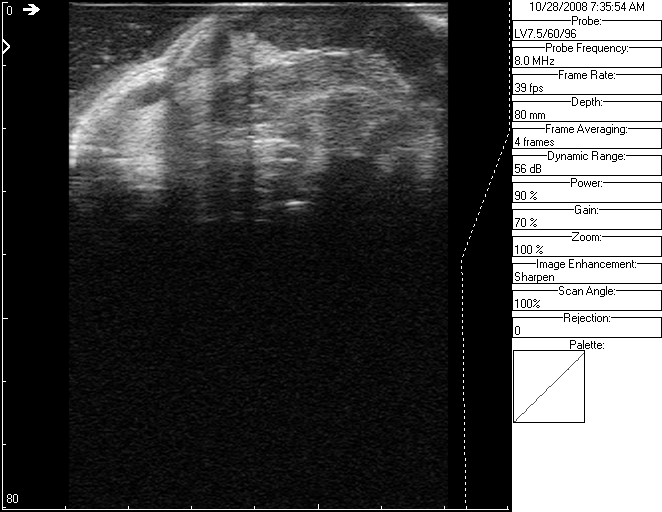 0
80
10/28/2008 7:35:54 AM
Probe:
LV7.5/60/96
Probe Frequency:
8.0 MHz
Frame Rate:
39 fps
Depth:
80 mm
Frame Averaging:
4 frames
Dynamic Range:
56 dB
Power:
90 %
Gain:
70 %
Zoom:
100 %
Image Enhancement:
Sharpen
Scan Angle:
100%
Rejection:
0
Palette: